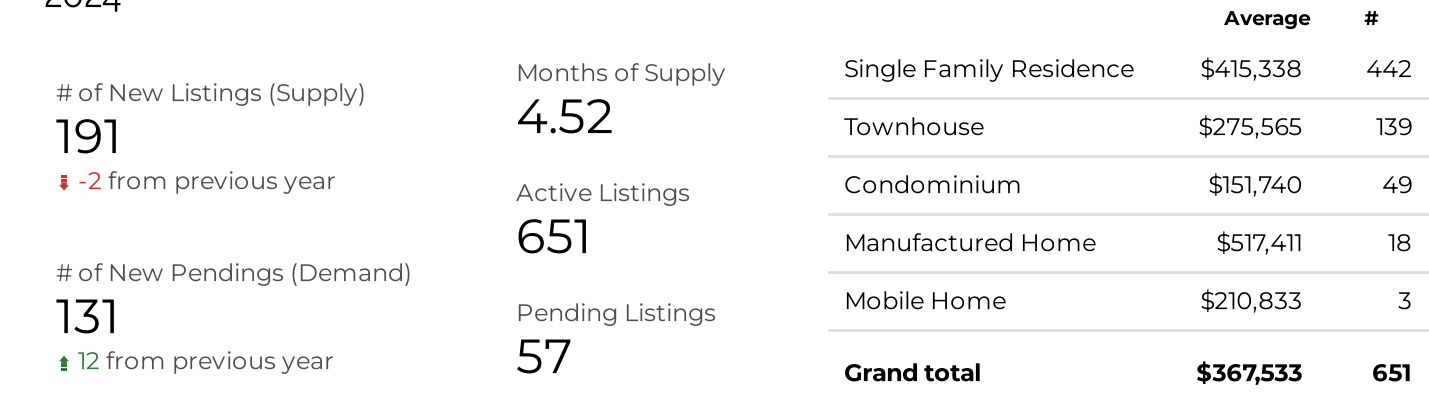 2024
# of New Listings (Supply)
191
-2 from previous year
# of New Pendings (Demand)
131
12 from previous year
Months of Supply
4.52
Active Listings
651
Pending Listings
57
Average #
Single Family Residence $415,338 442
Townhouse $275,565 139
Condominium $151,740 49
Manufactured Home $517,411 18
Mobile Home $210,833 3
Grand total $367,533 651